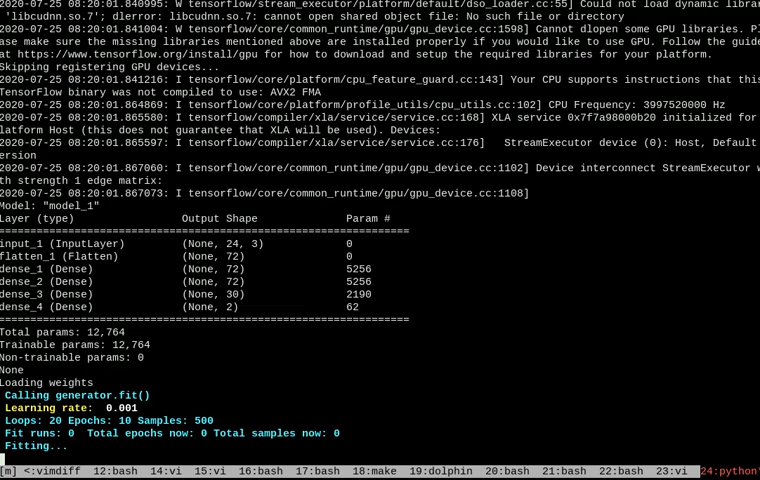 2020-07-25 08:20:01.840995: W tensorflow/stream_executor/platform/default/dso_loader.cc:55] Could not load dynamic librar
'libcudnn.so.7'; dlerror: libcudnn.so.7: cannot open shared object file: No such file or directory
2020-07-25 08:20:01.841004: W tensorflow/core/common_runtime/gpu/gpu_device.cc:1598] Cannot dlopen some GPU libraries. Pl
ase make sure the missing libraries mentioned above are installed properly if you would like to use GPU. Follow the guide
at https://www.tensorflow.org/install/gpu for how to download and setup the required libraries for your platform.
Skipping registering GPU devices...
2020-07-25 08:20:01.841216: I tensorflow/core/platform/cpu_feature_guard.cc:143] Your CPU supports instructions that this
TensorFlow binary was not compiled to use: AVX2 FMA
2020-07-25 08:20:01.864869: I tensorflow/core/platform/profile_utils/cpu_utils.cc:102] CPU Frequency: 3997520000 Hz
2020-07-25 08:20:01.865580: I tensorflow/compiler/xla/service/service.cc:168] XLA service 0x7f7a98000b20 initialized for
latform Host (this does not guarantee that XLA will be used). Devices:
2020-07-25 08:20:01.865597: I tensorflow/compiler/xla/service/service.cc:176]   StreamExecutor device (0): Host, Default
ersion
2020-07-25 08:20:01.867060: I tensorflow/core/common_runtime/gpu/gpu_device.cc:1102] Device interconnect StreamExecutor w
th strength 1 edge matrix:
2020-07-25 08:20:01.867073: I tensorflow/core/common_runtime/gpu/gpu_device.cc:1108]
Model: "model_1"
Layer (type)                 Output Shape              Param #
=================================================================
input_1 (InputLayer)         (None, 24, 3)             0
flatten_1 (Flatten)          (None, 72)                0
dense_1 (Dense)              (None, 72)                5256
dense_2 (Dense)              (None, 72)                5256
dense_3 (Dense)              (None, 30)                2190
dense_4 (Dense)              (None, 2)                 62
=================================================================
Total params: 12,764
Trainable params: 12,764
Non-trainable params: 0
None
Loading weights
Calling generator.fit()
Learning rate:  0.001
Loops: 20 Epochs: 10 Samples: 500
Fit runs: 0  Total epochs now: 0 Total samples now: 0
Fitting...
[m] <:vimdiff  12:bash  14:vi  15:vi  16:bash  17:bash  18:make  19:dolphin  20:bash  21:bash  22:bash  23:vi  24:python